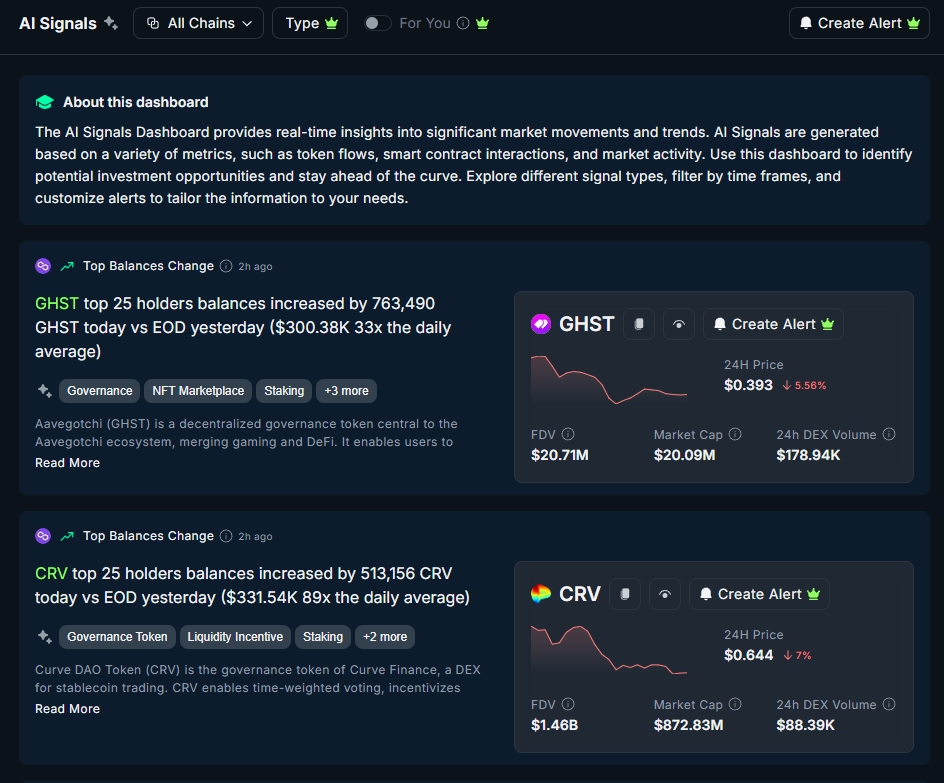 AI Signals
All Chains
Type
For You
Create Alert
About this dashboard
The AI Signals Dashboard provides real-time insights into significant market movements and trends. AI Signals are generated
based on a variety of metrics, such as token flows, smart contract interactions, and market activity. Use this dashboard to identify
potential investment opportunities and stay ahead of the curve. Explore different signal types, filter by time frames, and
customize alerts to tailor the information to your needs.
Top Balances Change 2h ago
GHST top 25 holders balances increased by 763,490
GHST today vs EOD yesterday ($300.38K 33x the daily
average)
Governance NFT Marketplace Staking +3 more
Aavegotchi (GHST) is a decentralized governance token central to the
Aavegotchi ecosystem, merging gaming and DeFi. It enables users to
Read More
GHST Create Alert
24H Price
$0.393 ↓ 5.56%
FDV Market Cap 24h DEX Volume
$20.71M $20.09M $178.94K
Top Balances Change 2h ago
CRV top 25 holders balances increased by 513,156 CRV
today vs EOD yesterday ($331.54K 89x the daily average)
Governance Token Liquidity Incentive Staking +2 more
Curve DAO Token (CRV) is the governance token of Curve Finance, a DEX
for stablecoin trading. CRV enables time-weighted voting, incentivizes
Read More
CRV Create Alert
24H Price
$0.644 ↓ 7%
FDV Market Cap 24h DEX Volume
$1.46B $872.83M $88.39K